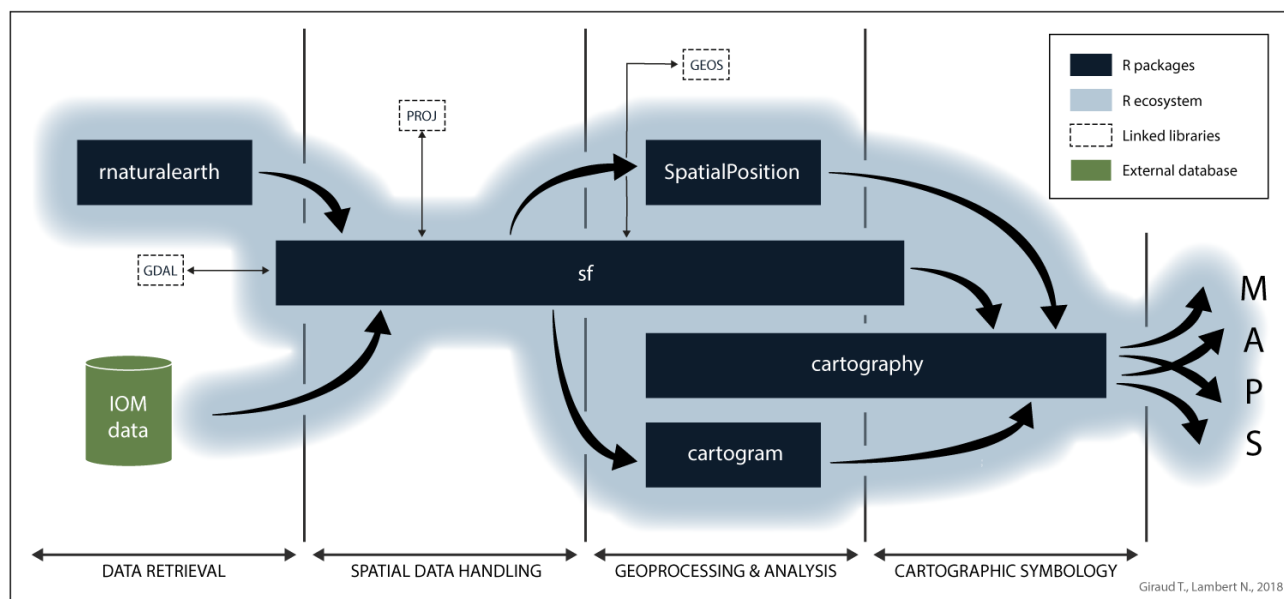 GEOS
R packages
R ecosystem
Linked libraries
External database
PROJ
rnaturalearth
SpatialPosition
GDAL
sf
M
A
P
S
cartography
IOM
data
cartogram
DATA RETRIEVAL
SPATIAL DATA HANDLING
GEOPROCESSING & ANALYSIS
CARTOGRAPHIC SYMBOLOGY
Giraud T., Lambert N., 2018